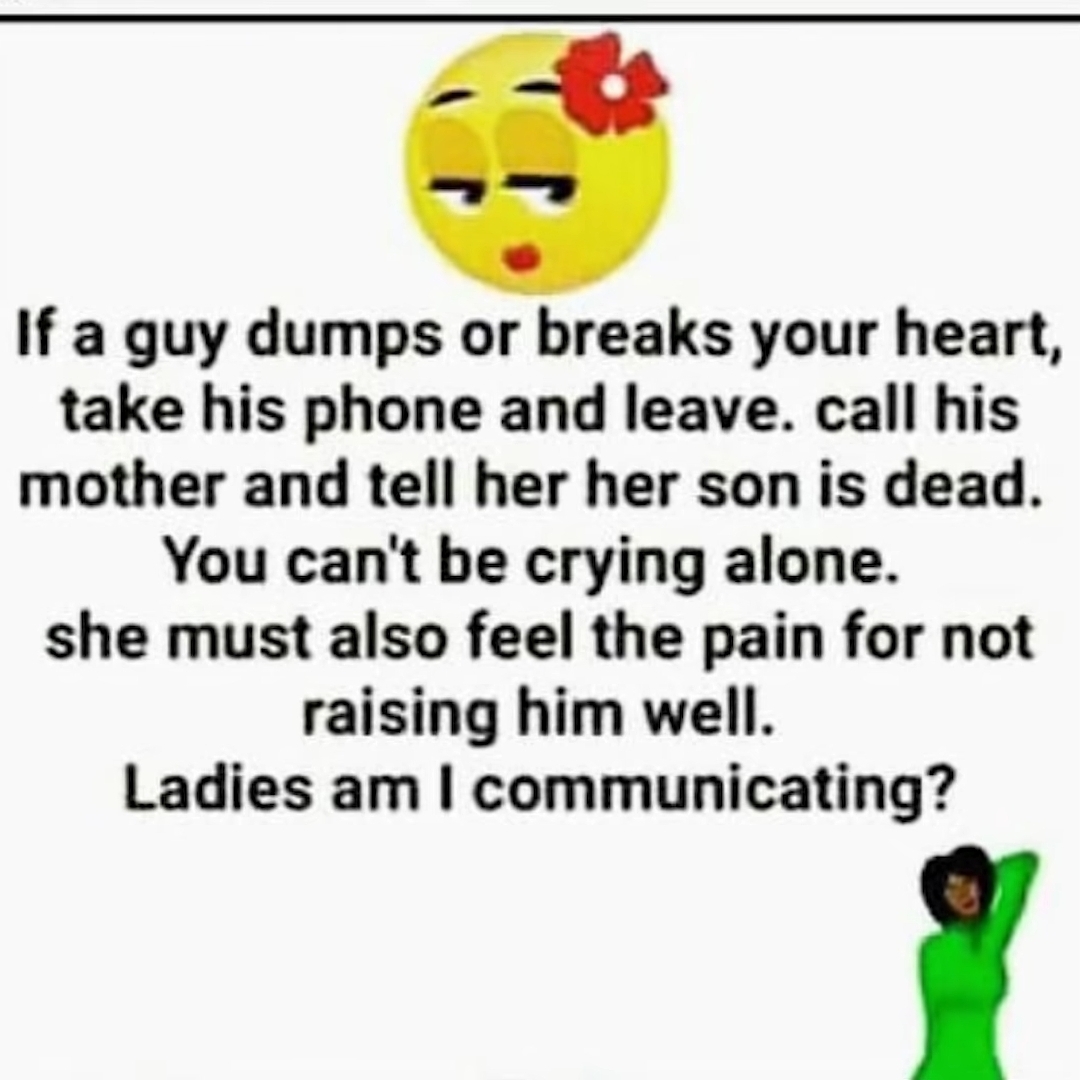 If a guy dumps or breaks your heart,
take his phone and leave. call his
mother and tell her her son is dead.
You can't be crying alone.
she must also feel the pain for not
raising him well.
Ladies am I communicating?